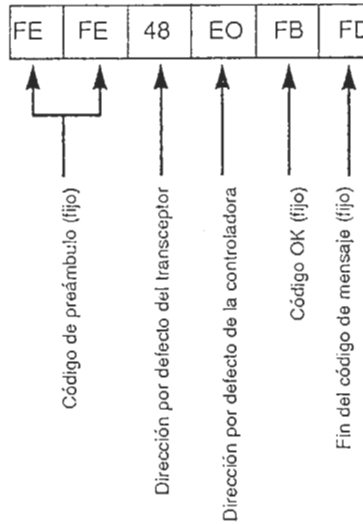 FE FE 48 EO FB FD
Código de preámbulo (fijo)
Dirección por defecto del transceptor
Dirección por defecto de la controladora
Código OK (fijo)
Fin del código de mensaje (fijo)